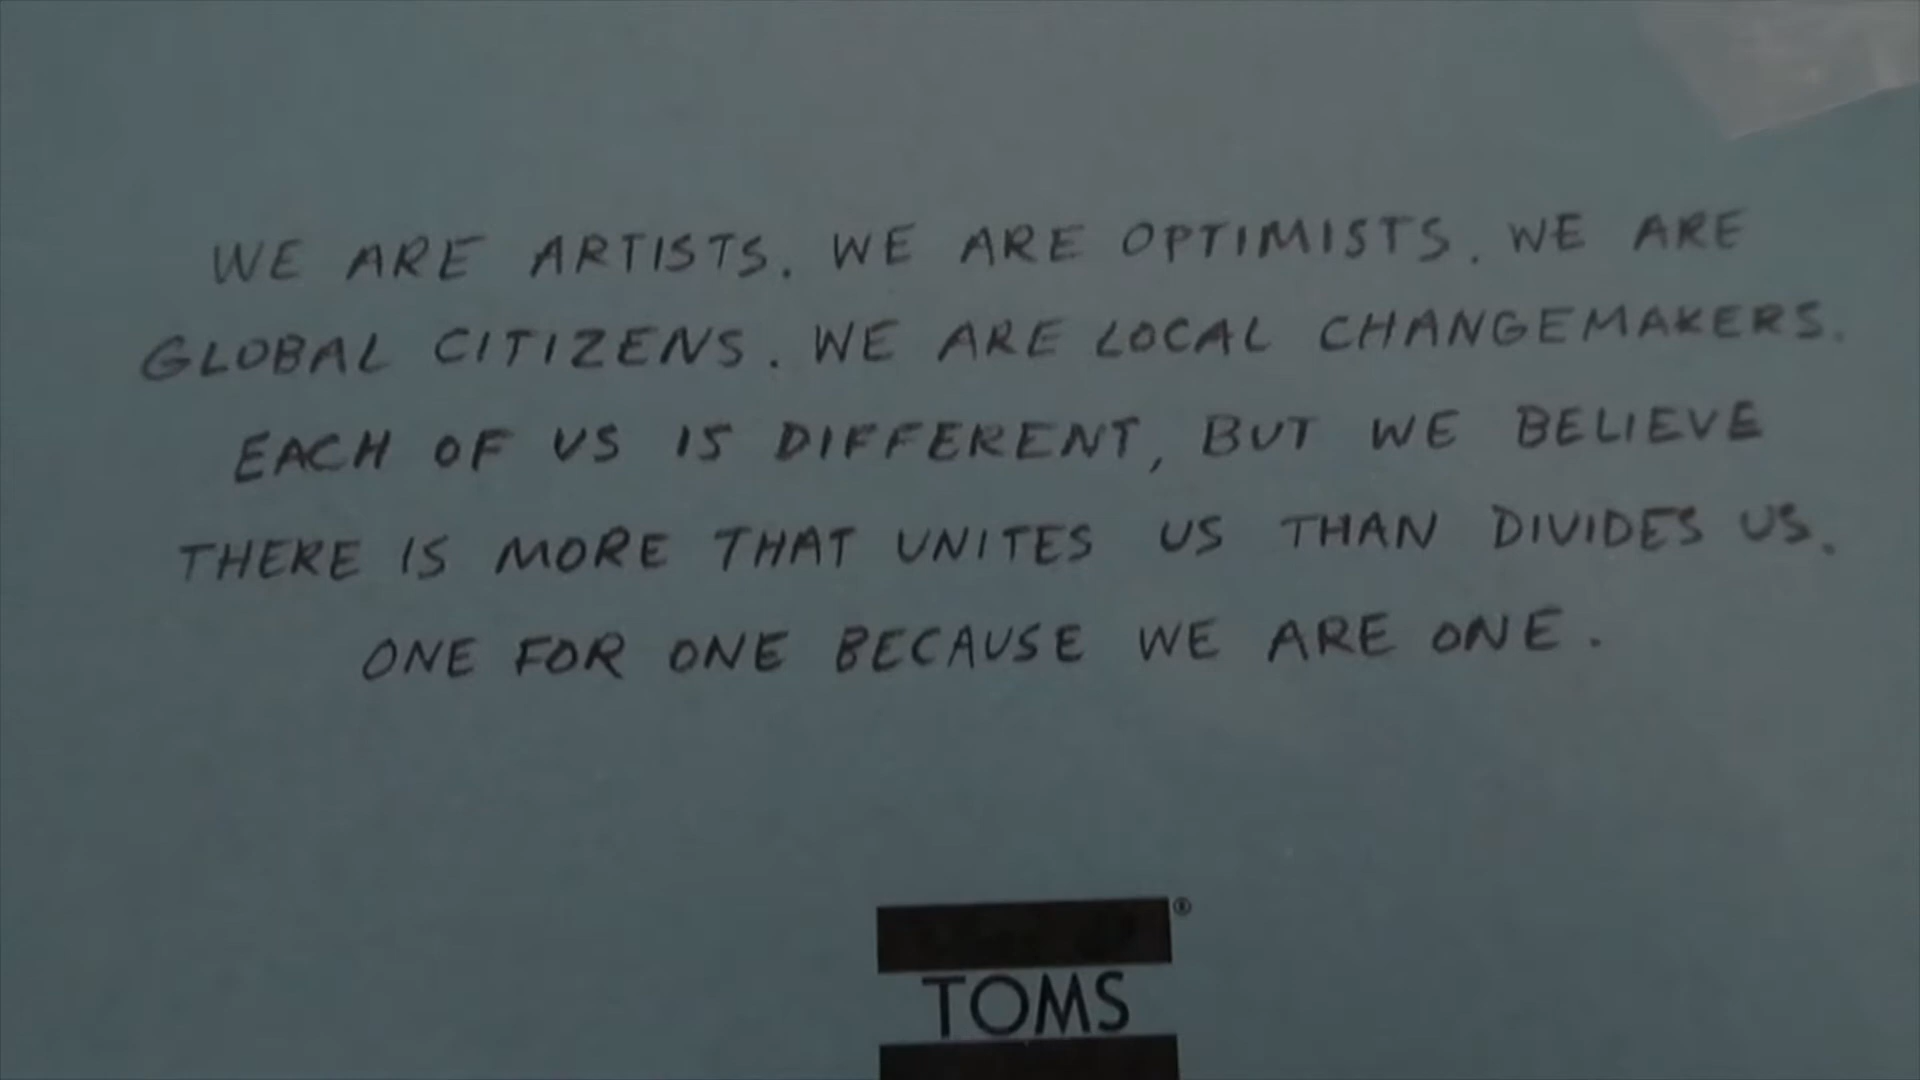 WE ARE ARTISTS. WE ARE OPTIMISTS. WE ARE
GLOBAL CITIZENS. WE ARE LOCAL CHANGEMAKERS.
EACH OF US IS DIFFERENT, BUT WE BELIEVE
THERE IS MORE THAT UNITES US THAN DIVIDES US.
ONE FOR ONE BECAUSE WE ARE ONE.
®
TOMS